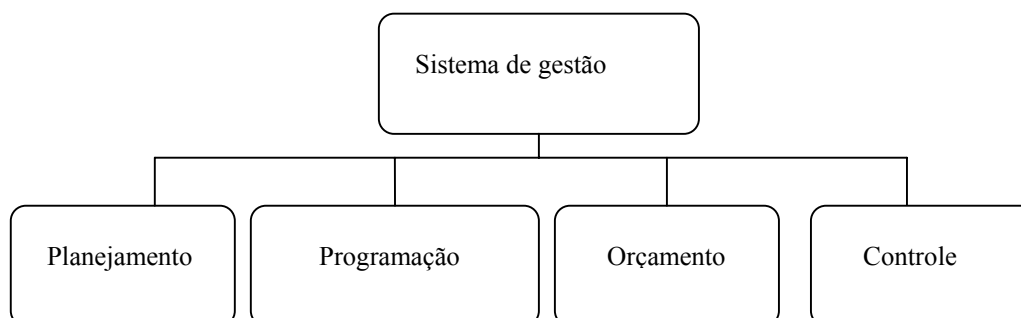 Sistema de gestão
Planejamento
Programação
Orçamento
Controle